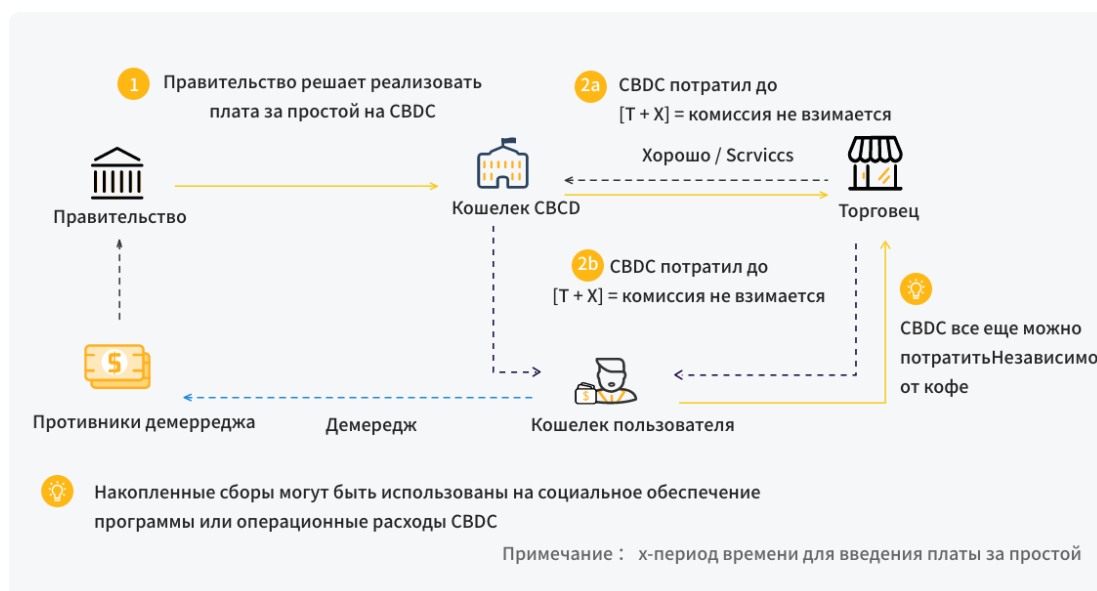 1
Правительство решает реализовать
плата за простой на CBDC
2a
CBDC потратил до
[T + X] = комиссия не взимается
Хорошо / Scrviccs
Правительство
Кошелек CBCD
Торговец
2b
CBDC потратил до
[T + X] = комиссия не взимается
CBDC все еще можно
потратитьНезависимо
от кофе
$
$
Противники демерреджа
Демередж
Кошелек пользователя
Накопленные сборы могут быть использованы на социальное обеспечение
программы или операционные расходы CBDC
Примечание : x-период времени для введения платы за простой